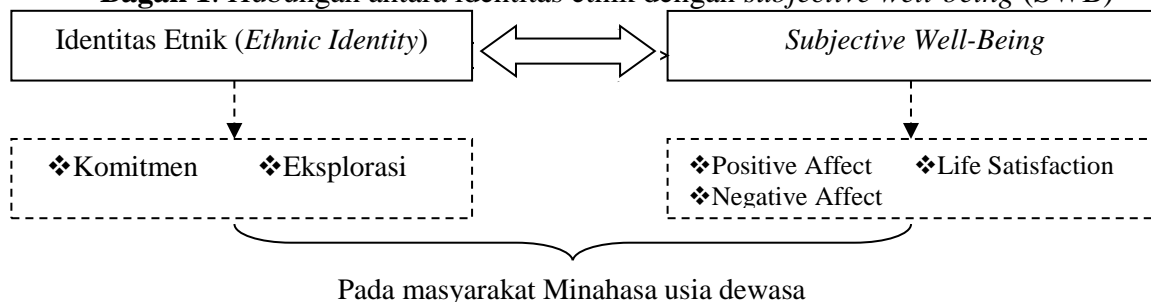 Bagan 1. Hubungan antara identitas etnik dengan subjective well-being (SWB)
Identitas Etnik (Ethnic Identity)
Subjective Well-Being
❖Komitmen ❖Eksplorasi
❖Positive Affect ❖Life Satisfaction
❖Negative Affect
Pada masyarakat Minahasa usia dewasa